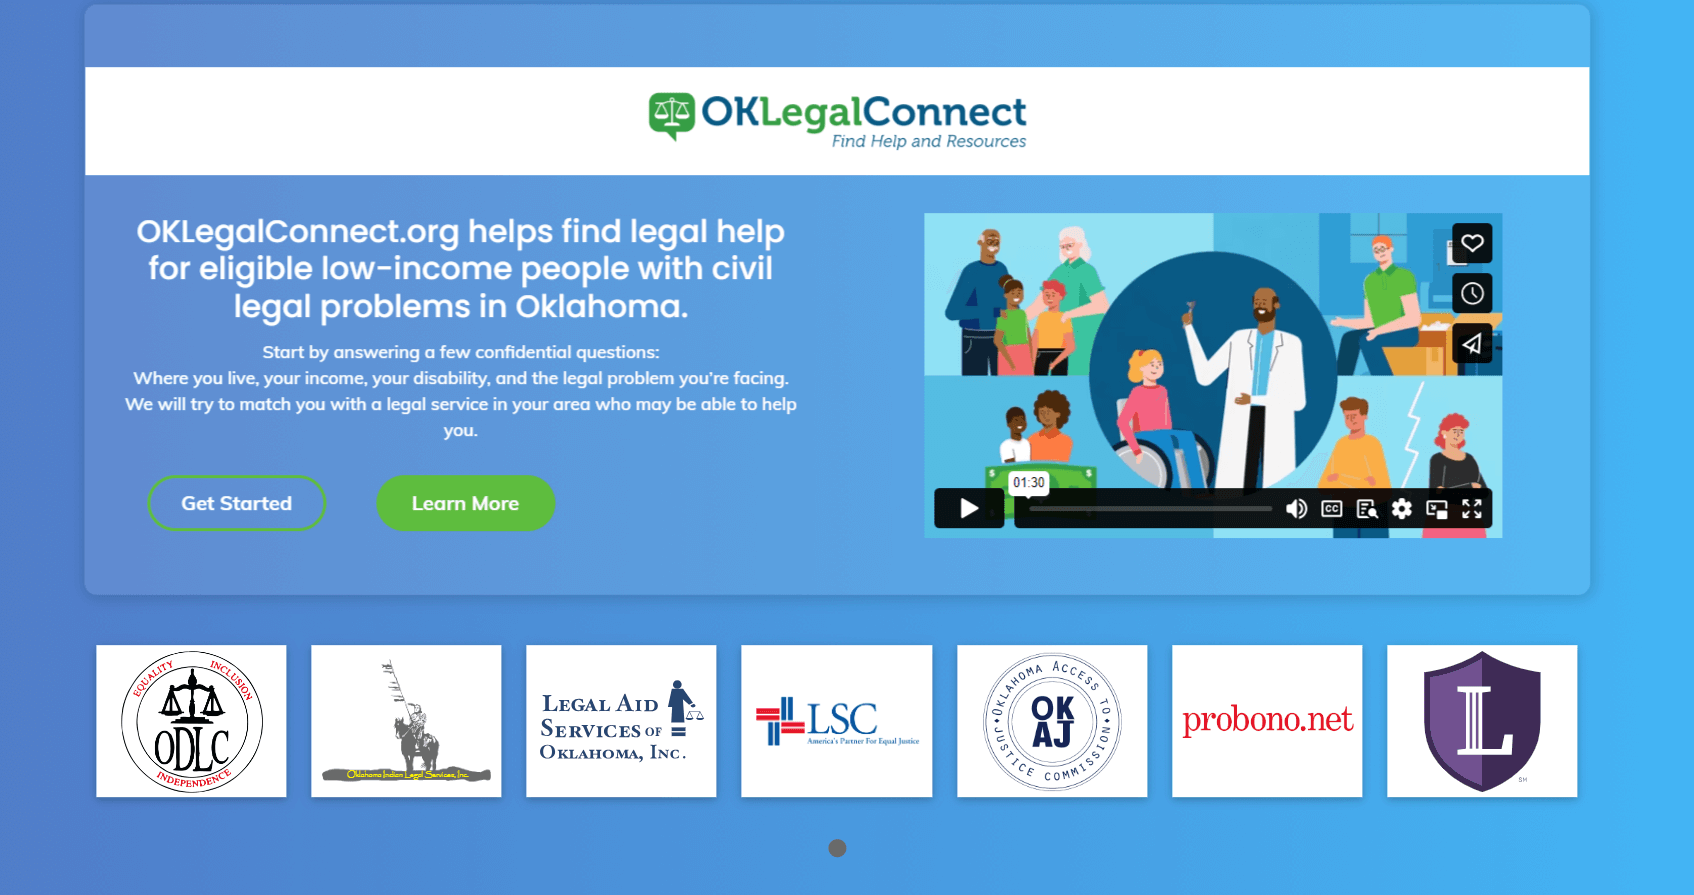 OKLegalConnect
Find Help and Resources
OKLegalConnect.org helps find legal help
for eligible low-income people with civil
legal problems in Oklahoma.
Start by answering a few confidential questions:
Where you live, your income, your disability, and the legal problem you're facing.
We will try to match you with a legal service in your area who may be able to help
you.
Get Started
Learn More
01:30
CC
EQUALITY
INCLUSION
ODLC
INDEPENDENCE
Oklahoma Indian Legal Services, Inc.
LEGAL AID
SERVICES OF
OKLAHOMA, INC.
LSC
America's Partner For Equal Justice
OKLAHOMA ACCESS TO
JUSTICE COMMISSION
OK
AJ
probono.net
L
SM